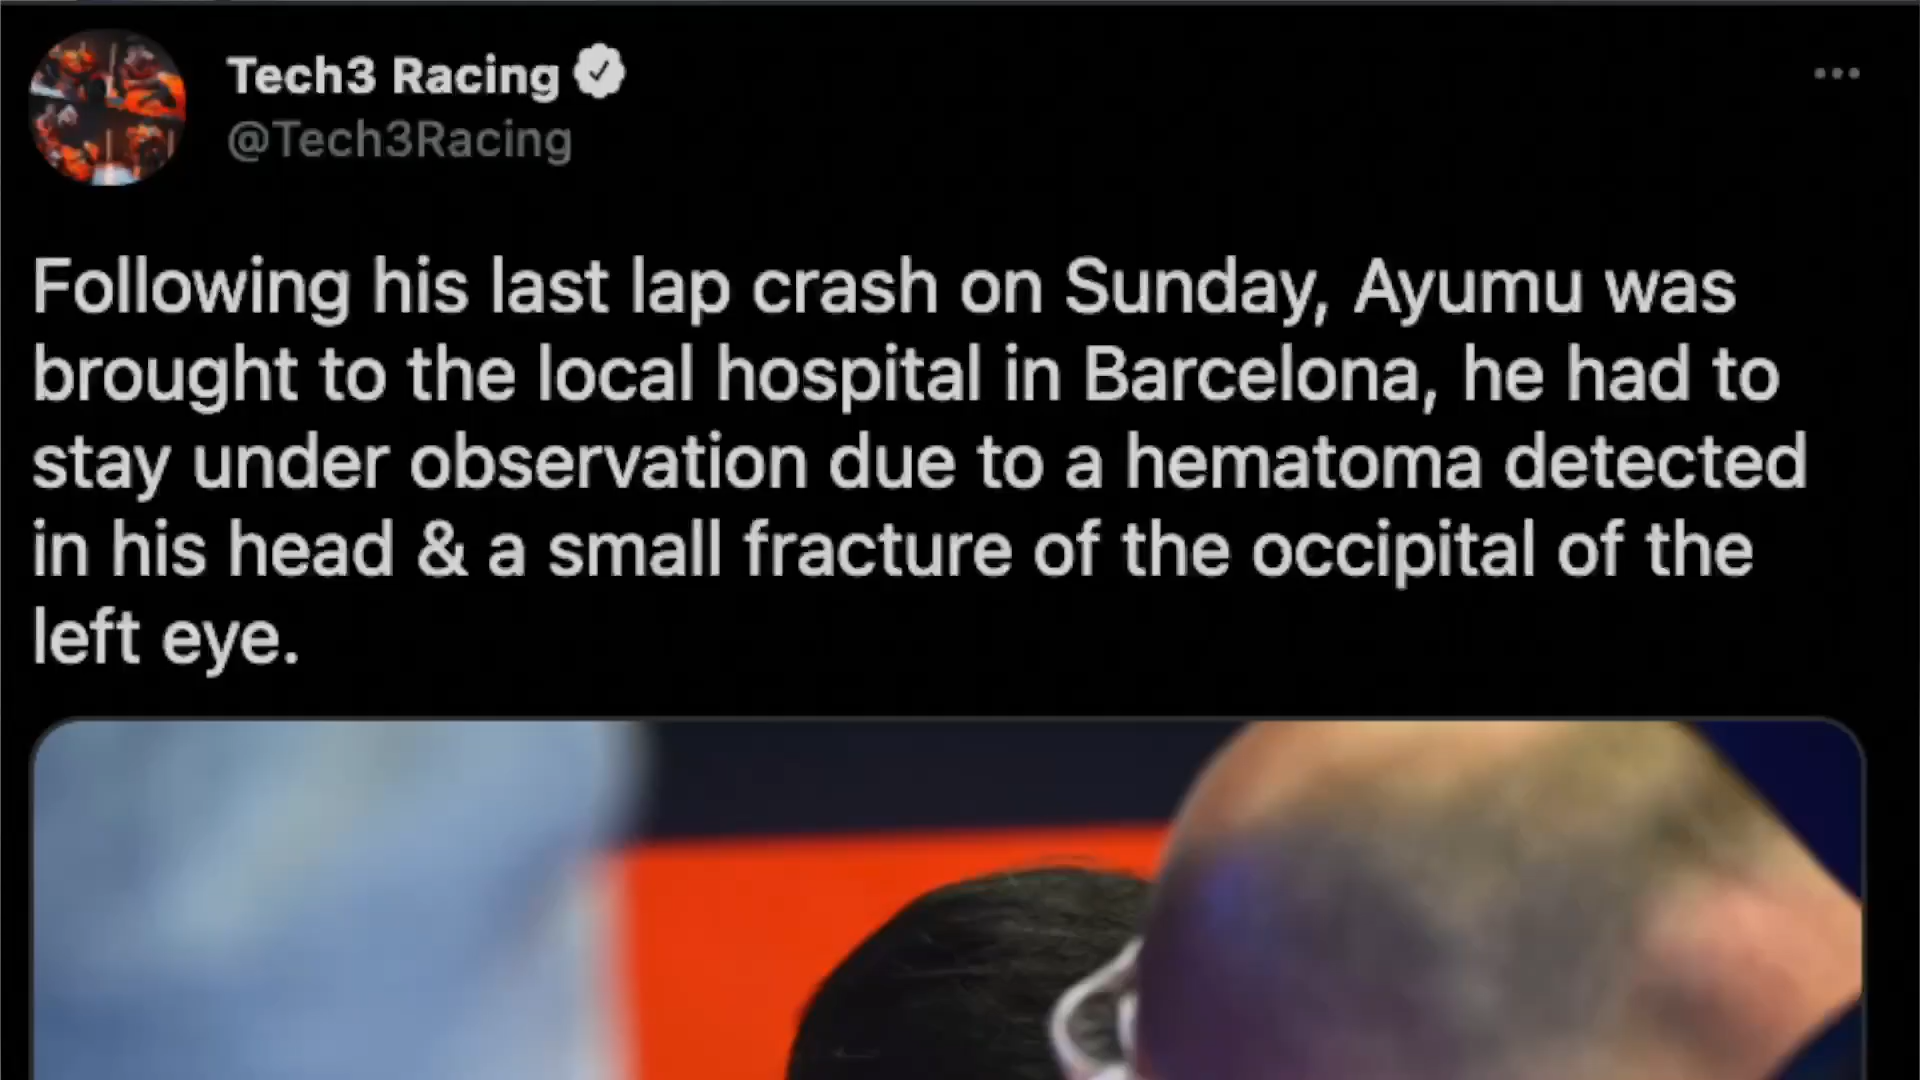 Tech3 Racing
@Tech3Racing
Following his last lap crash on Sunday, Ayumu was
brought to the local hospital in Barcelona, he had to
stay under observation due to a hematoma detected
in his head & a small fracture of the occipital of the
left eye.